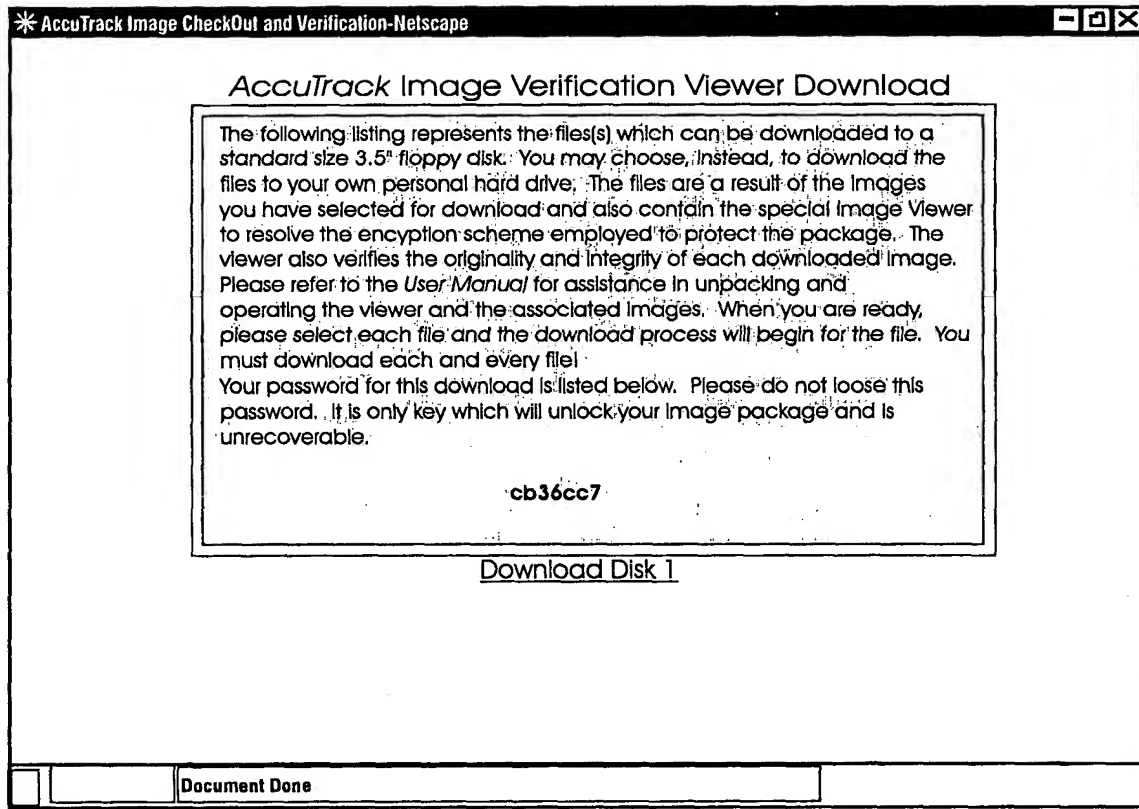 AccuTrack Image CheckOut and Verification-Netscape
AccuTrack Image Verification Viewer Download
The following listing represents the files(s) which can be downloaded to a
standard size 3.5" floppy disk. You may choose, instead, to download the
files to your own personal hard drive. The files are a result of the images
you have selected for download and also contain the special Image Viewer
to resolve the encyption scheme employed to protect the package. The
viewer also verifies the originality and integrity of each downloaded image.
Please refer to the User Manual for assistance in unpacking and
operating the viewer and the associated images. When you are ready,
please select each file and the download process will begin for the file. You
must download each and every file!
Your password for this download is listed below. Please do not loose this
password. It is only key which will unlock your image package and is
unrecoverable.
cb36cc7
Download Disk 1
Document Done